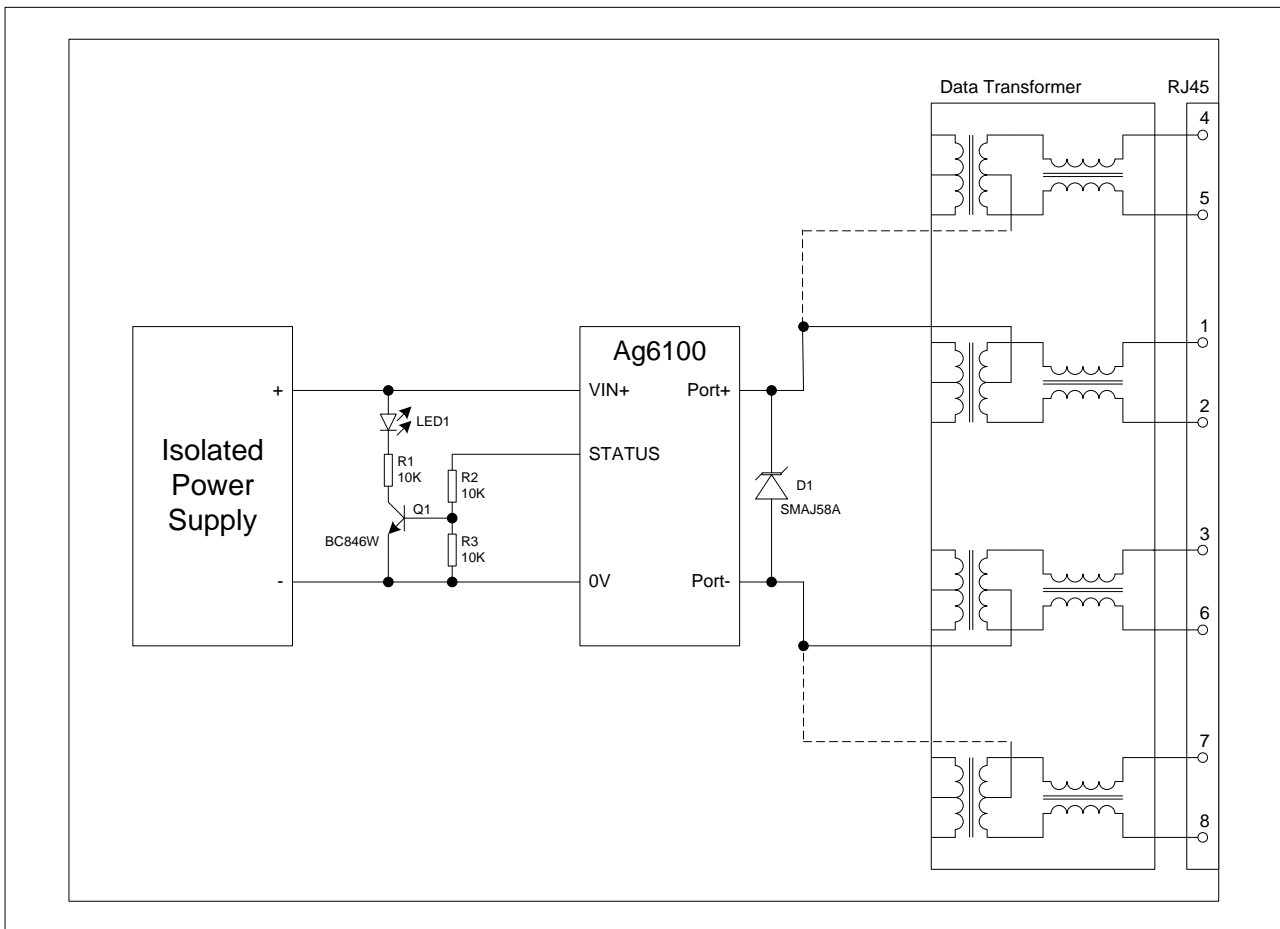 Data Transformer
RJ45
4
5
1
2
3
6
7
8
Isolated
Power
Supply
+
-
LED1
R1
10K
R2
10K
Q1
BC846W
R3
10K
Ag6100
VIN+
Port+
STATUS
0V
Port-
D1
SMAJ58A